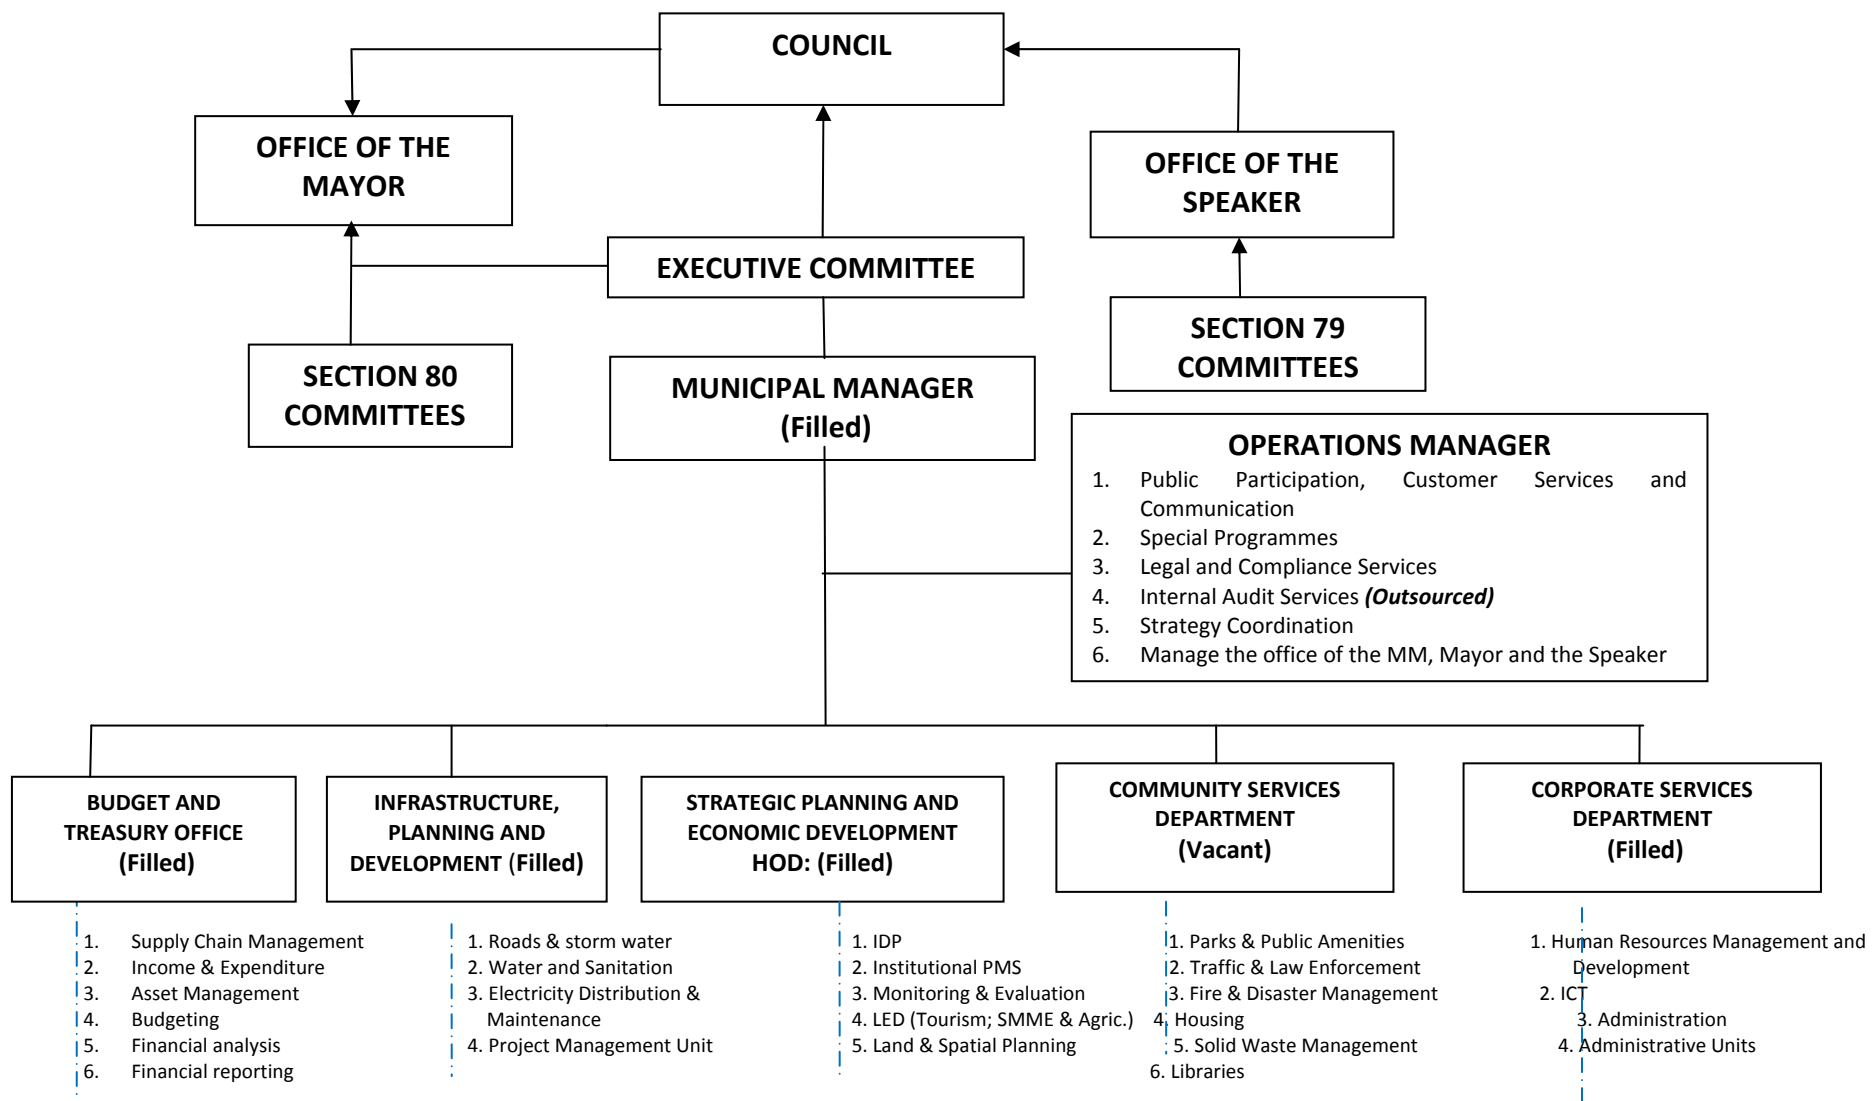 COUNCIL
OFFICE OF THE
MAYOR
OFFICE OF THE
SPEAKER
EXECUTIVE COMMITTEE
SECTION 80
COMMITTEES
MUNICIPAL MANAGER
(Filled)
SECTION 79
COMMITTEES
OPERATIONS MANAGER
1. Public Participation, Customer Services and
Communication
2. Special Programmes
3. Legal and Compliance Services
4. Internal Audit Services (Outsourced)
5. Strategy Coordination
6. Manage the office of the MM, Mayor and the Speaker
BUDGET AND
TREASURY OFFICE
(Filled)
INFRASTRUCTURE,
PLANNING AND
DEVELOPMENT (Filled)
STRATEGIC PLANNING AND
ECONOMIC DEVELOPMENT
HOD: (Filled)
COMMUNITY SERVICES
DEPARTMENT
(Vacant)
CORPORATE SERVICES
DEPARTMENT
(Filled)
1. Supply Chain Management
2. Income & Expenditure
3. Asset Management
4. Budgeting
5. Financial analysis
6. Financial reporting
1. Roads & storm water
2. Water and Sanitation
3. Electricity Distribution &
Maintenance
4. Project Management Unit
1. IDP
2. Institutional PMS
3. Monitoring & Evaluation
4. LED (Tourism; SMME & Agric.)
5. Land & Spatial Planning
1. Parks & Public Amenities
2. Traffic & Law Enforcement
3. Fire & Disaster Management
4. Housing
5. Solid Waste Management
6. Libraries
1. Human Resources Management and
Development
2. ICT
3. Administration
4. Administrative Units